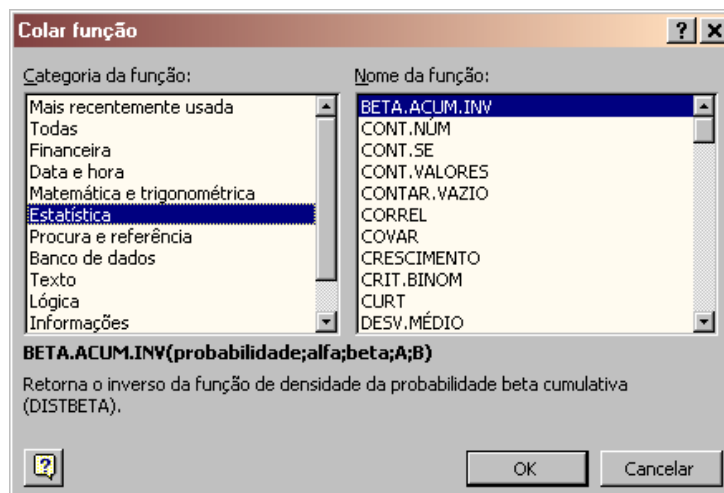 Colar função
Categoria da função:
Mais recentemente usada
Todas
Financeira
Data e hora
Matemática e trigonométrica
Estatística
Procura e referência
Banco de dados
Texto
Lógica
Informações
Nome da função:
BETA.ACUM.INV
CONT.NÚM
CONT.SE
CONT.VALORES
CONTAR.VAZIO
CORREL
COVAR
CRESCIMENTO
CRIT.BINOM
CURT
DESV.MÉDIO
BETA.ACUM.INV(probabilidade;alfa;beta;A;B)
Retorna o inverso da função de densidade da probabilidade beta cumulativa
(DISTBETA).
OK
Cancelar